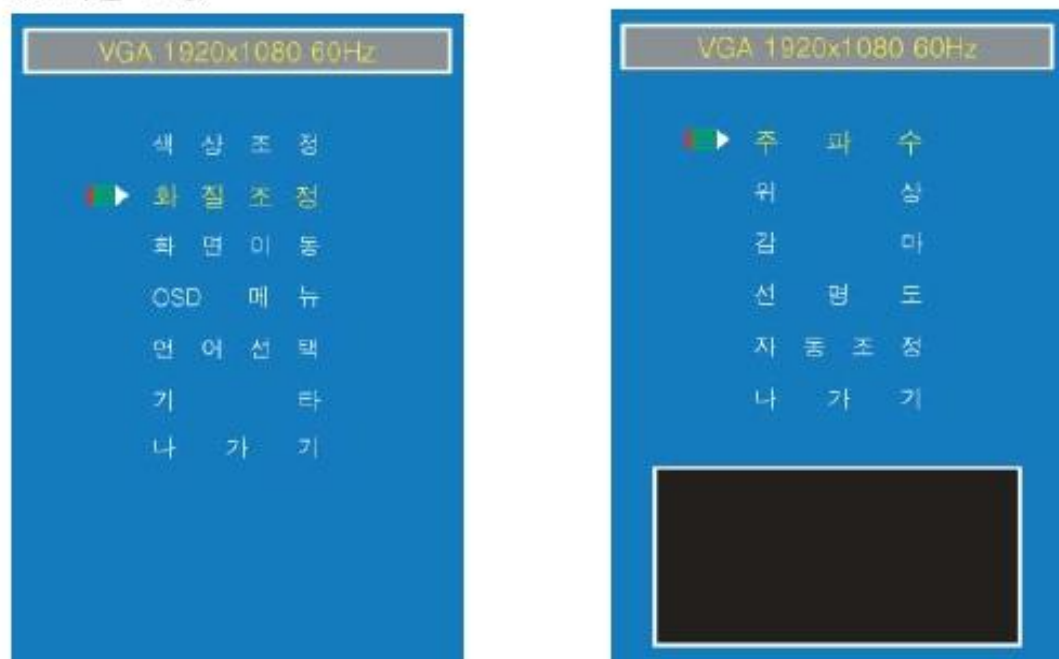 VGA 1920x1080 60Hz
색 상 조 정
화 질 조 정
화 면 이 동
OSD 메 뉴
언 어 선 택
기 타
나 가 기
VGA 1920x1080 60Hz
주 파 수
위 상
감 마
선 명 도
자 동 조 정
나 가 기